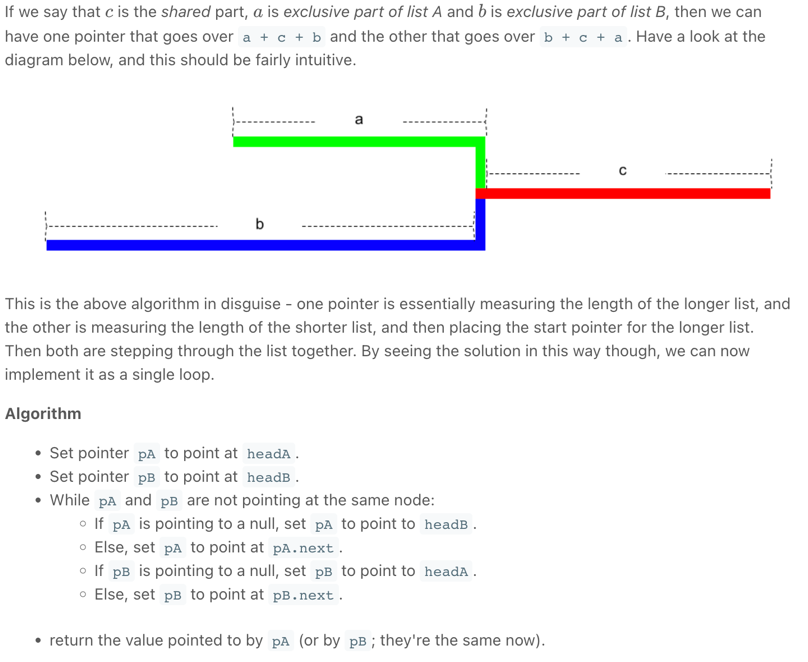 If we say that c is the shared part, a is exclusive part of list A and b is exclusive part of list B, then we can
have one pointer that goes over a + c + b and the other that goes over b + c + a . Have a look at the
diagram below, and this should be fairly intuitive.
a
c
b
This is the above algorithm in disguise - one pointer is essentially measuring the length of the longer list, and
the other is measuring the length of the shorter list, and then placing the start pointer for the longer list.
Then both are stepping through the list together. By seeing the solution in this way though, we can now
implement it as a single loop.
Algorithm
• Set pointer pA to point at headA .
• Set pointer pB to point at headB .
• While pA and pB are not pointing at the same node:
◦ If pA is pointing to a null, set pA to point to headB .
◦ Else, set pA to point at pA.next .
◦ If pB is pointing to a null, set pB to point to headA .
◦ Else, set pB to point at pB.next .
• return the value pointed to by pA (or by pB ; they're the same now).